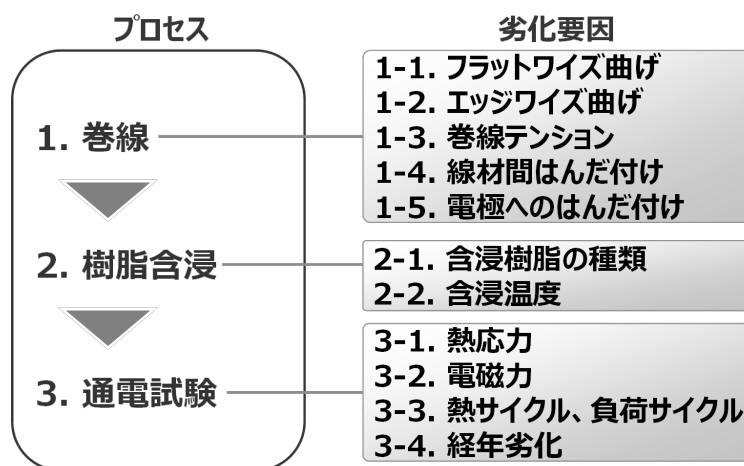 プロセス
劣化要因
1. 巻線
1-1. フラットワイズ曲げ
1-2. エッジワイズ曲げ
1-3. 巻線テンション
1-4. 線材間はんだ付け
1-5. 電極へのはんだ付け
2. 樹脂含浸
2-1. 含浸樹脂の種類
2-2. 含浸温度
3. 通電試験
3-1. 熱応力
3-2. 電磁力
3-3. 熱サイクル、負荷サイクル
3-4. 経年劣化